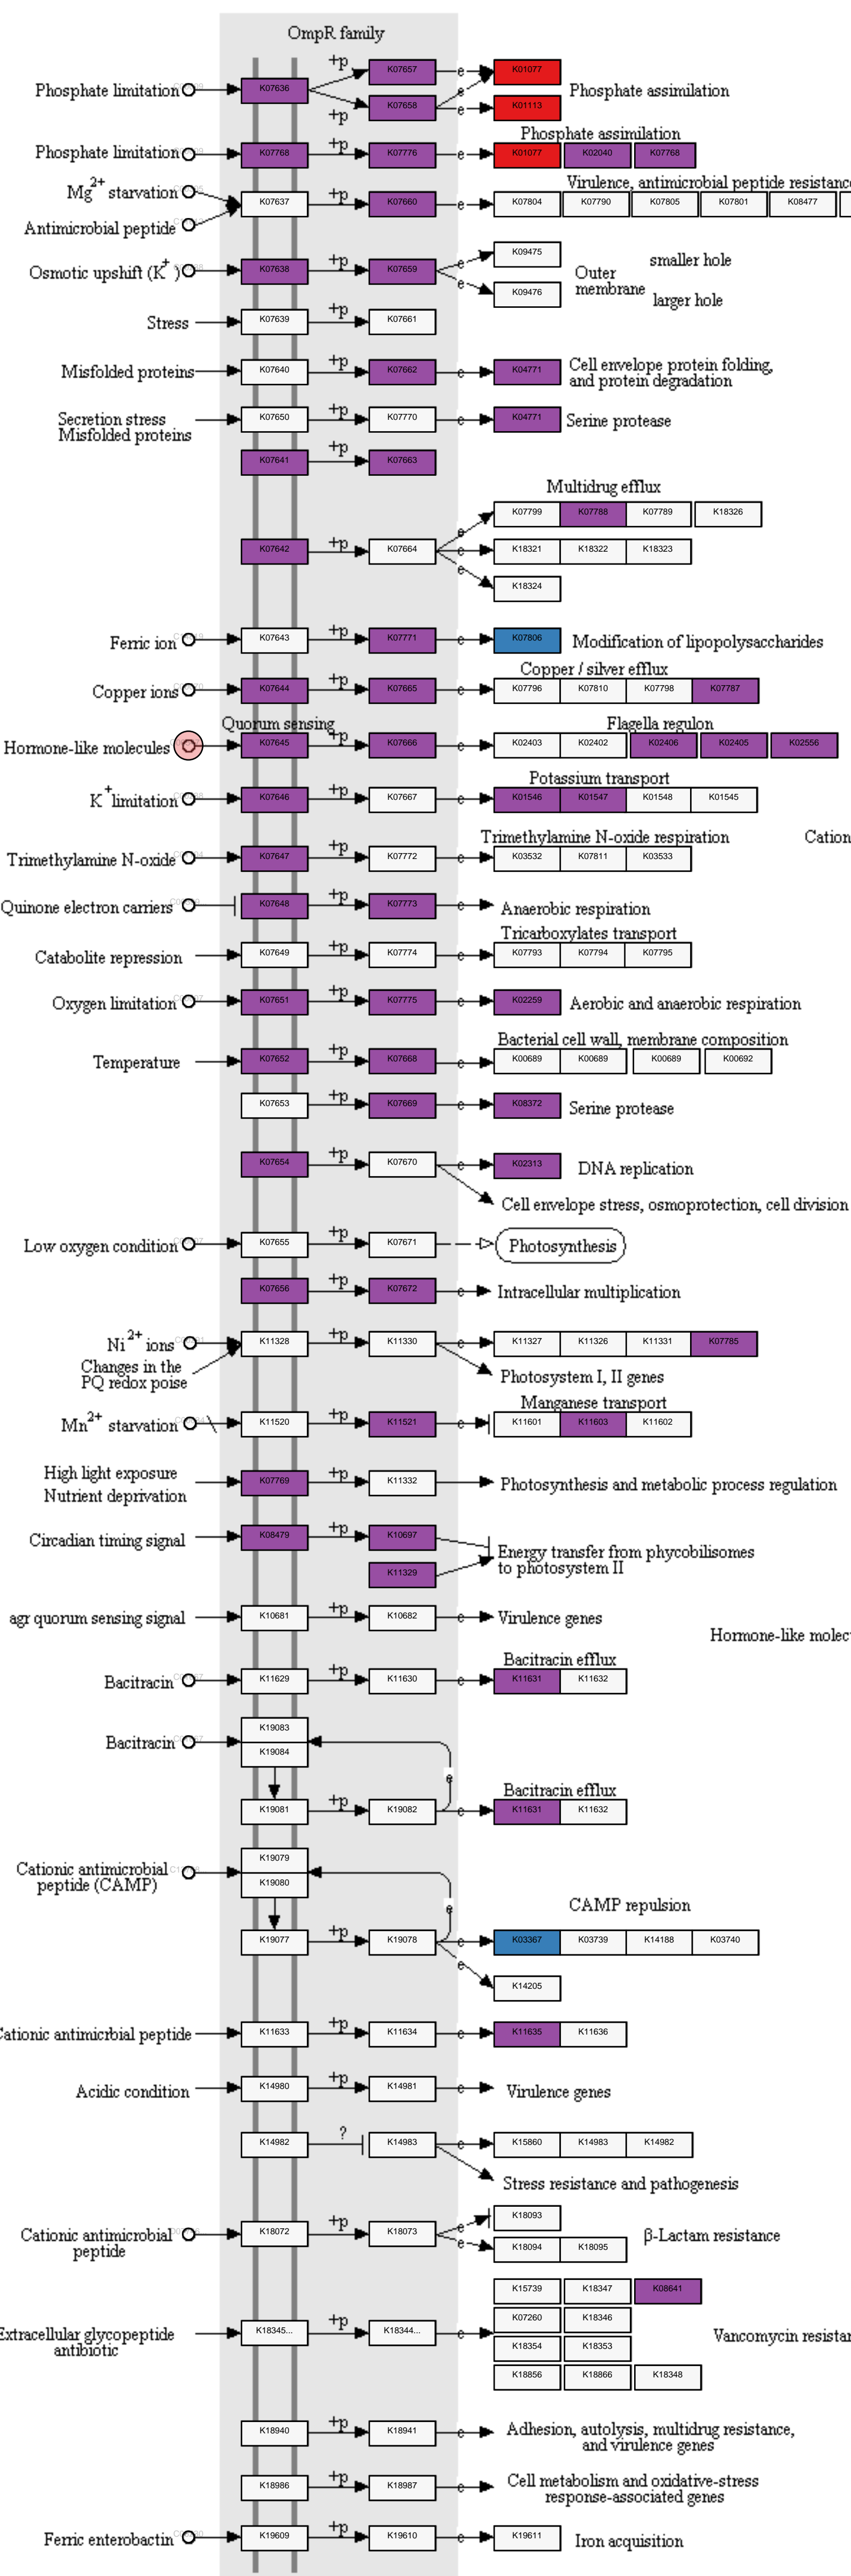 OmpR family
+p
Phosphate limitation K07636 K07657 e K01077 Phosphate assimilation
e
K07658 e K01113
+p
Phosphate assimilation
Phosphate limitation K07768 +p K07776 e K01077 K02040 K07768
Mg2+ starvation
Virulence, antimicrobial peptide resistance
K07637 +p K07660 e K07804 K07790 K07805 K07801 K08477
Antimicrobial peptide
Osmotic upshift (K+) K07638 +p K07659 e K09475 smaller hole
Outer
membrane
e K09476 larger hole
Stress K07639 +p K07661
Misfolded proteins K07640 +p K07662 e K04771 Cell envelope protein folding,
and protein degradation
Secretion stress K07650 +p K07770 e K04771 Serine protease
Misfolded proteins
K07641 +p K07663
Multidrug efflux
K07799 K07788 K07789 K18326
e
K07642 +p K07664 e K18321 K18322 K18323
e
K18324
Ferric ion K07643 +p K07771 e K07806 Modification of lipopolysaccharides
Copper / silver efflux
Copper ions K07644 +p K07665 e K07796 K07810 K07798 K07787
Quorum sensing Flagella regulon
Hormone-like molecules K07645 +p K07666 e K02403 K02402 K02406 K02405 K02556
Potassium transport
K+ limitation K07646 +p K07667 e K01546 K01547 K01548 K01545
Trimethylamine N-oxide respiration Cation
Trimethylamine N-oxide K07647 +p K07772 e K03532 K07811 K03533
Quinone electron carriers K07648 +p K07773 e Anaerobic respiration
Tricarboxylates transport
Catabolite repression K07649 +p K07774 e K07793 K07794 K07795
Oxygen limitation K07651 +p K07775 e K02259 Aerobic and anaerobic respiration
Bacterial cell wall, membrane composition
Temperature K07652 +p K07668 e K00689 K00689 K00689 K00692
K07653 +p K07669 e K08372 Serine protease
K07654 +p K07670 e K02313 DNA replication
Cell envelope stress, osmoprotection, cell division
Low oxygen condition K07655 +p K07671 Photosynthesis
K07656 +p K07672 e Intracellular multiplication
Ni2+ ions K11328 +p K11330 e K11327 K11326 K11331 K07785
Changes in the
PQ redox poise
Photosystem I, II genes
Manganese transport
Mn2+ starvation K11520 +p K11521 e K11601 K11603 K11602
High light exposure
Nutrient deprivation
K07769 +p K11332 Photosynthesis and metabolic process regulation
Circadian timing signal K08479 +p K10697
K11329
Energy transfer from phycobilisomes
to photosystem II
agr quorum sensing signal K10681 +p K10682 e Virulence genes
Hormone-like molecu
Bacitracin efflux
Bacitracin K11629 +p K11630 e K11631 K11632
K19083
Bacitracin K19084
e
Bacitracin efflux
K19081 +p K19082 e K11631 K11632
K19079
Cationic antimicrobial
peptide (CAMP)
K19080
e
CAMP repulsion
K19077 +p K19078 e K03367 K03739 K14188 K03740
e
K14205
Cationic antimicrbial peptide K11633 +p K11634 e K11635 K11636
Acidic condition K14980 +p K14981 e Virulence genes
K14982 ? K14983 e K15860 K14983 K14982
Stress resistance and pathogenesis
K18093
Cationic antimicrobial
peptide
K18072 +p K18073 e β-Lactam resistance
e K18094 K18095
K15739 K18347 K08641
K07260 K18346
Extracellular glycopeptide
antibiotic
K18345... +p K18344... e Vancomycin resistan
K18354 K18353
K18856 K18866 K18348
K18940 +p K18941 e Adhesion, autolysis, multidrug resistance,
and virulence genes
K18986 +p K18987 e Cell metabolism and oxidative-stress
response-associated genes
Ferric enterobactin K19609 +p K19610 e K19611 Iron acquisition